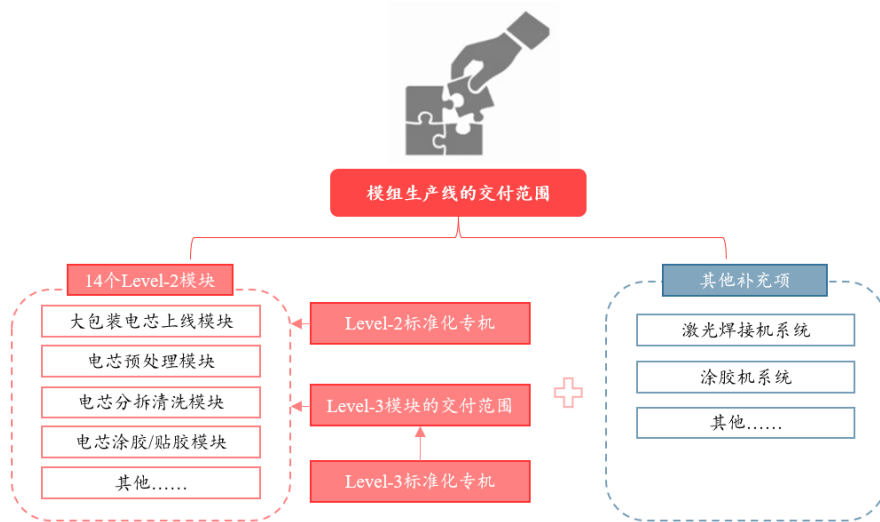 模组生产线的交付范围
14个Level-2模块
大包装电芯上线模块
电芯预处理模块
电芯分拆清洗模块
电芯涂胶/贴胶模块
其他……
Level-2标准化专机
Level-3模块的交付范围
Level-3标准化专机
其他补充项
激光焊接机系统
涂胶机系统
其他……